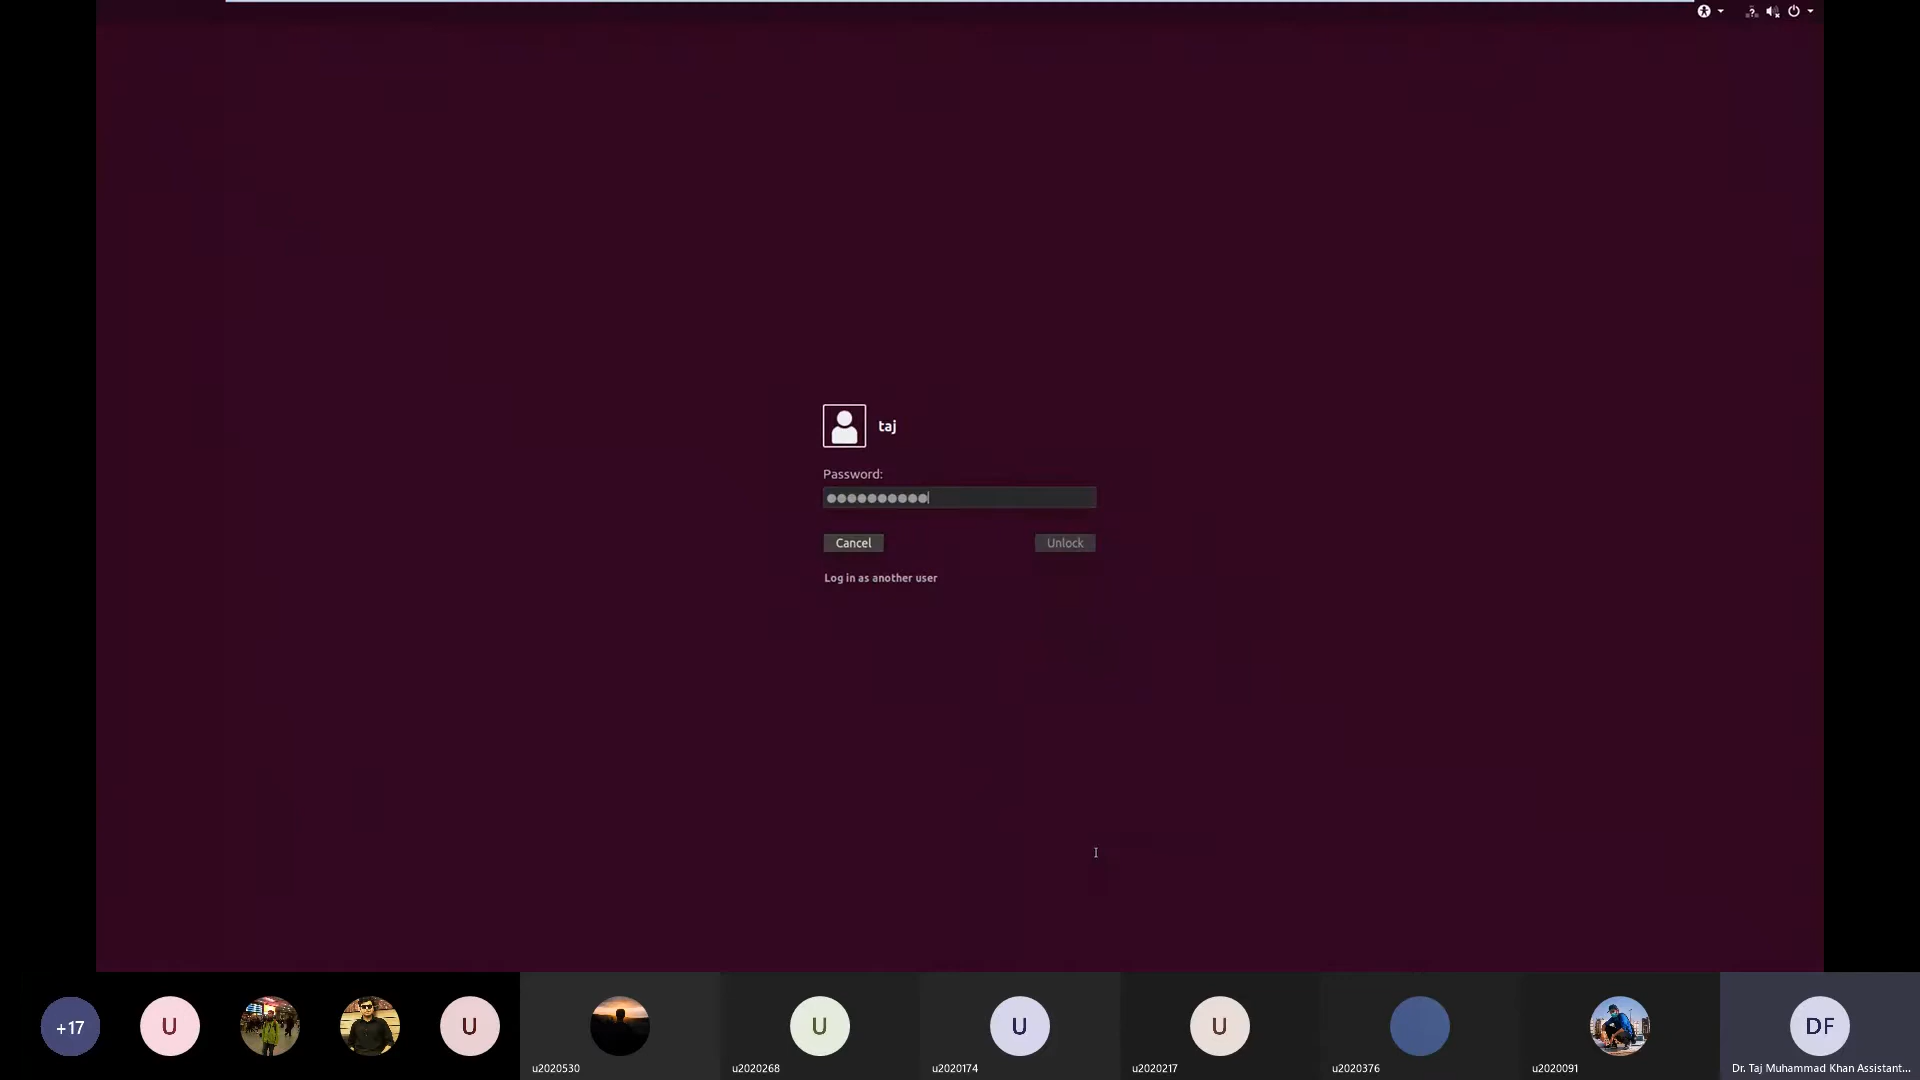 taj
Password:
Cancel
Unlock
Log in as another user
+17
U
U
U
U
U
DF
u2020530
u2020268
u2020174
u2020217
u2020376
u2020091
Dr. Taj Muhammad Khan Assistant...